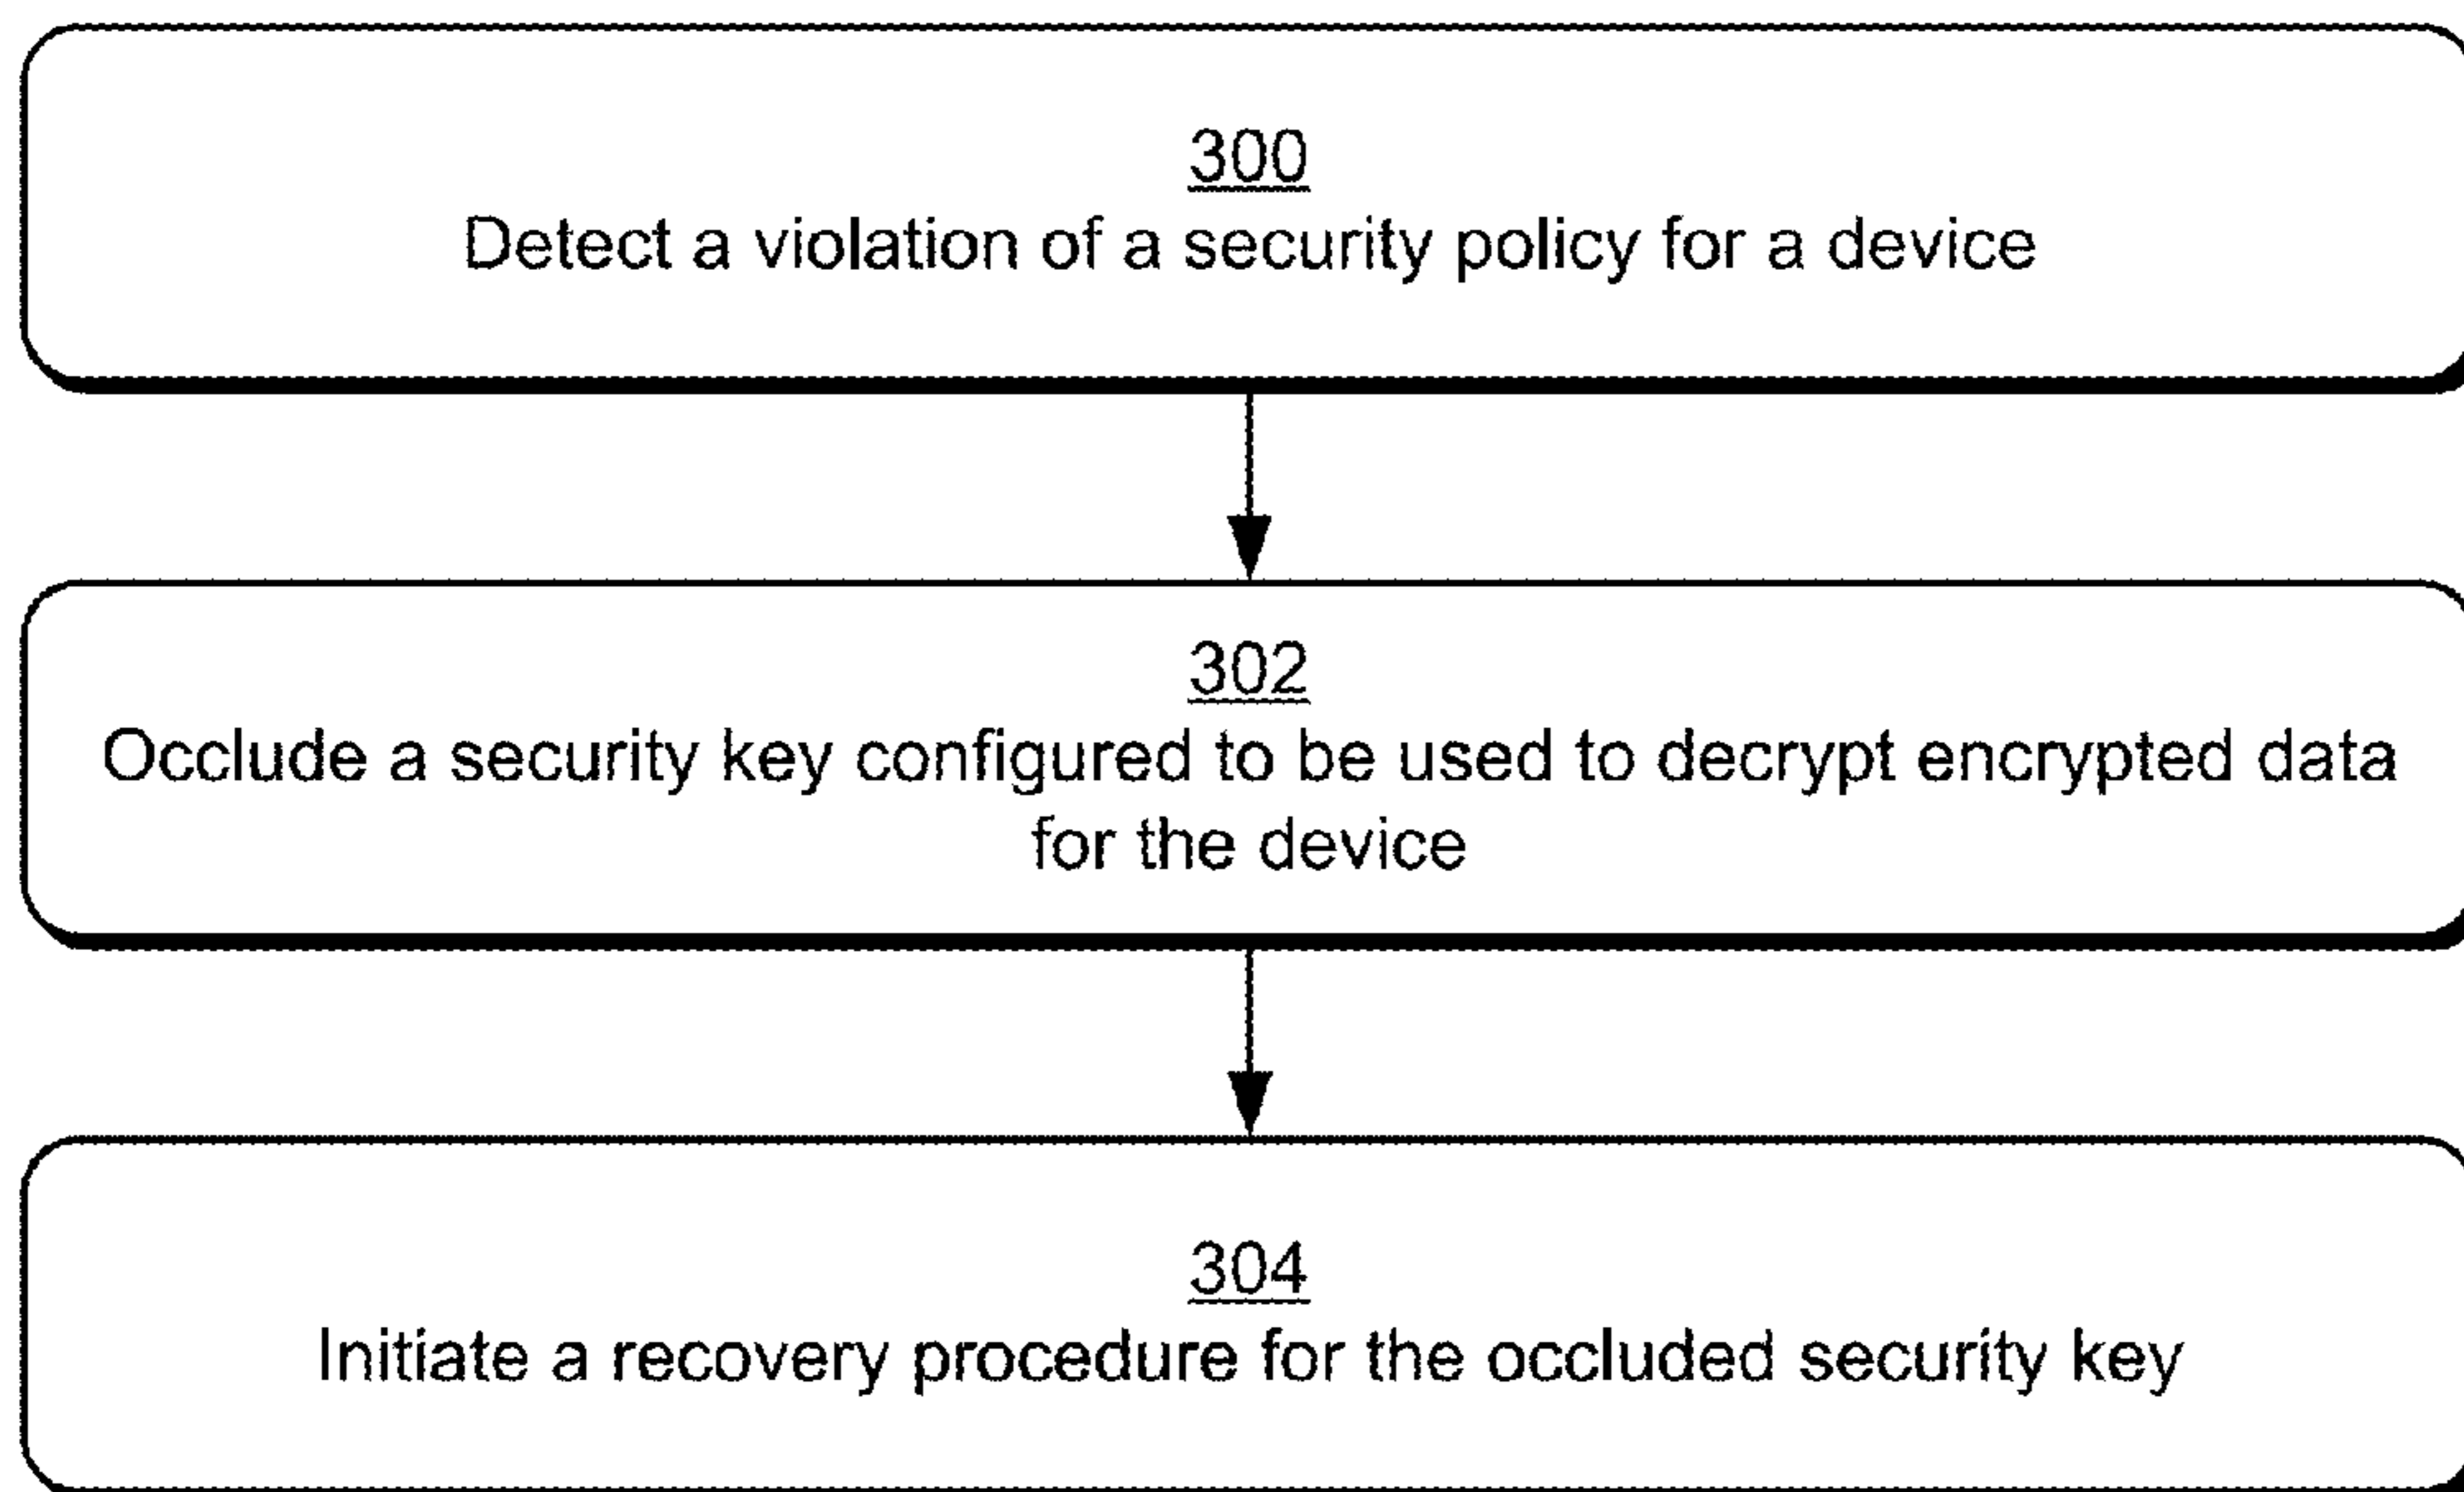 300
Detect a violation of a security policy for a device
302
Occlude a security key configured to be used to decrypt encrypted data
for the device
304
Initiate a recovery procedure for the occluded security key